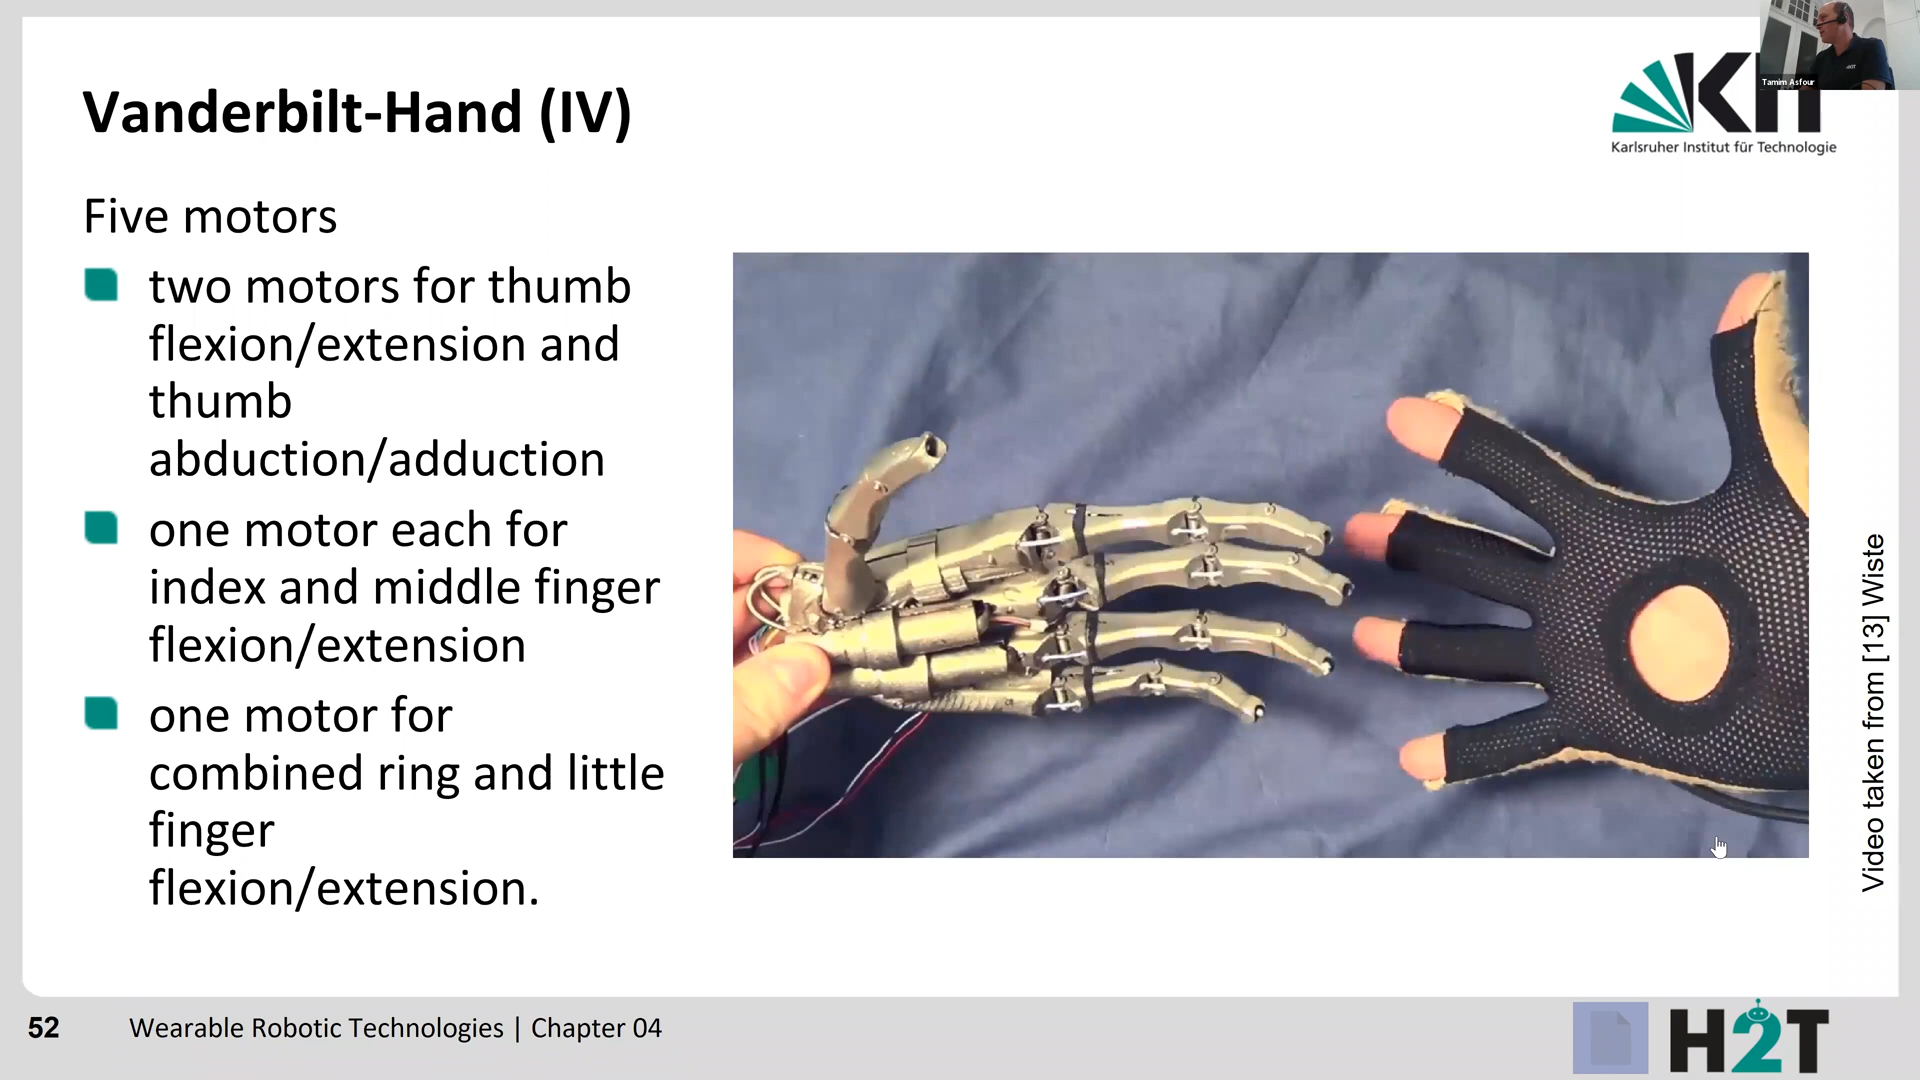 Tamim Asfour
KIT
Karlsruher Institut für Technologie
Vanderbilt-Hand (IV)
Five motors
two motors for thumb
flexion/extension and
thumb
abduction/adduction
one motor each for
index and middle finger
flexion/extension
one motor for
combined ring and little
finger
flexion/extension.
Video taken from [13] Wiste
52
Wearable Robotic Technologies | Chapter 04
H2T